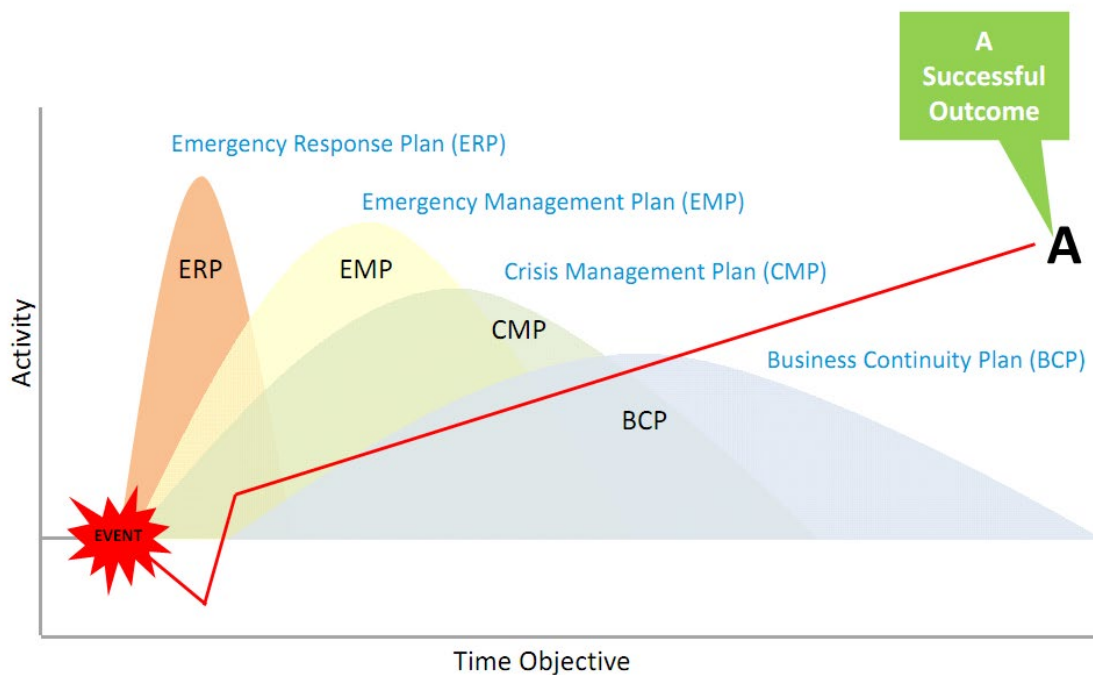 A
Successful
Outcome
Emergency Response Plan (ERP)
Emergency Management Plan (EMP)
A
ERP
EMP
Crisis Management Plan (CMP)
CMP
Activity
Business Continuity Plan (BCP)
BCP
EVENT
Time Objective